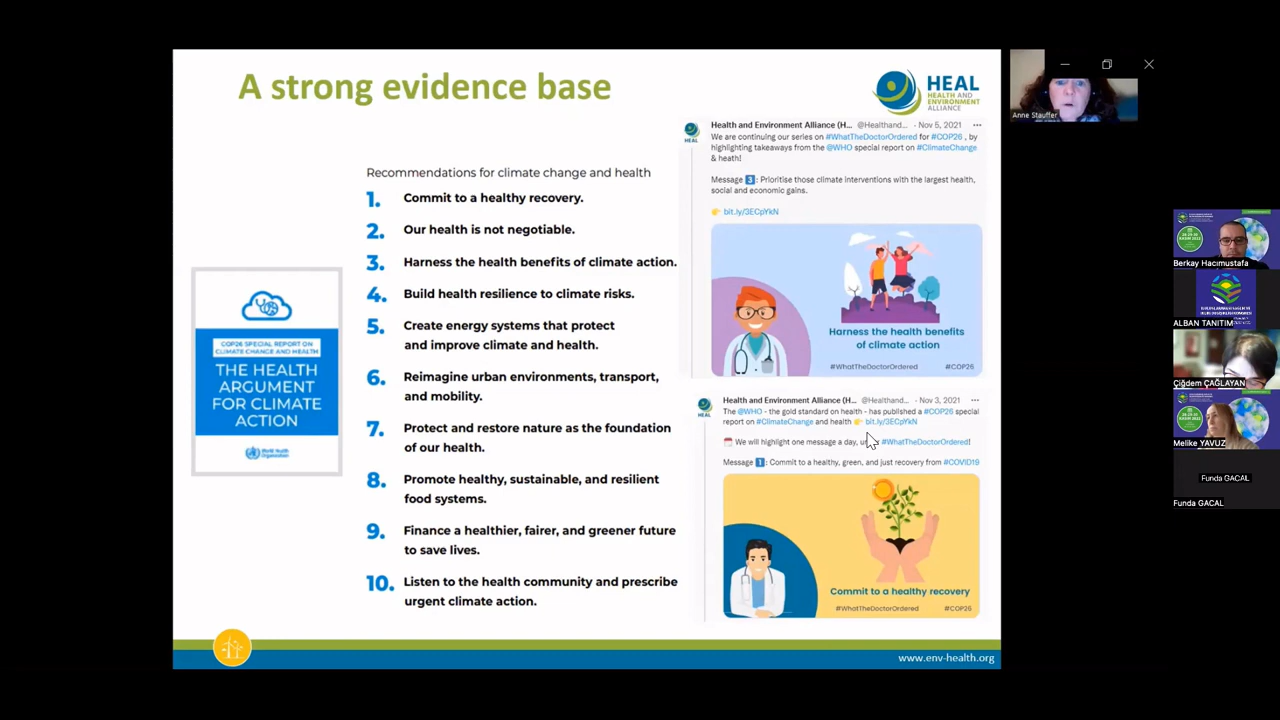 A strong evidence base
HEAL
HEALTH AND
ENVIRONMENT
ALLIANCE
COP26 SPECIAL REPORT ON
CLIMATE CHANGE AND HEALTH
THE HEALTH
ARGUMENT
FOR CLIMATE
ACTION
World Health
Organization
Recommendations for climate change and health
1. Commit to a healthy recovery.
2. Our health is not negotiable.
3. Harness the health benefits of climate action.
4. Build health resilience to climate risks.
5. Create energy systems that protect
and improve climate and health.
6. Reimagine urban environments, transport,
and mobility.
7. Protect and restore nature as the foundation
of our health.
8. Promote healthy, sustainable, and resilient
food systems.
9. Finance a healthier, fairer, and greener future
to save lives.
10. Listen to the health community and prescribe
urgent climate action.
HEAL
Health and Environment Alliance (H... @Healthand... · Nov 5, 2021 ...
We are continuing our series on #WhatTheDoctorOrdered for #COP26 , by
highlighting takeaways from the @WHO special report on #ClimateChange
& heath!
Message 3: Prioritise those climate interventions with the largest health,
social and economic gains.
👉 bit.ly/3ECpYkN
Harness the health benefits
of climate action
#WhatTheDoctorOrdered #COP26
HEAL
Health and Environment Alliance (H... @Healthand... · Nov 3, 2021 ...
The @WHO - the gold standard on health - has published a #COP26 special
report on #ClimateChange and health 👉 bit.ly/3ECpYkN
We will highlight one message a day, #WhatTheDoctorOrdered!
Message 1: Commit to a healthy, green, and just recovery from #COVID19
Commit to a healthy recovery
#WhatTheDoctorOrdered #COP26
www.env-health.org
Anne Stauffer
Berkay Hacımustafa
ALBAN TANITIM
Çiğdem ÇAĞLAYAN
Melike YAVUZ
Funda GACAL
Funda GACAL